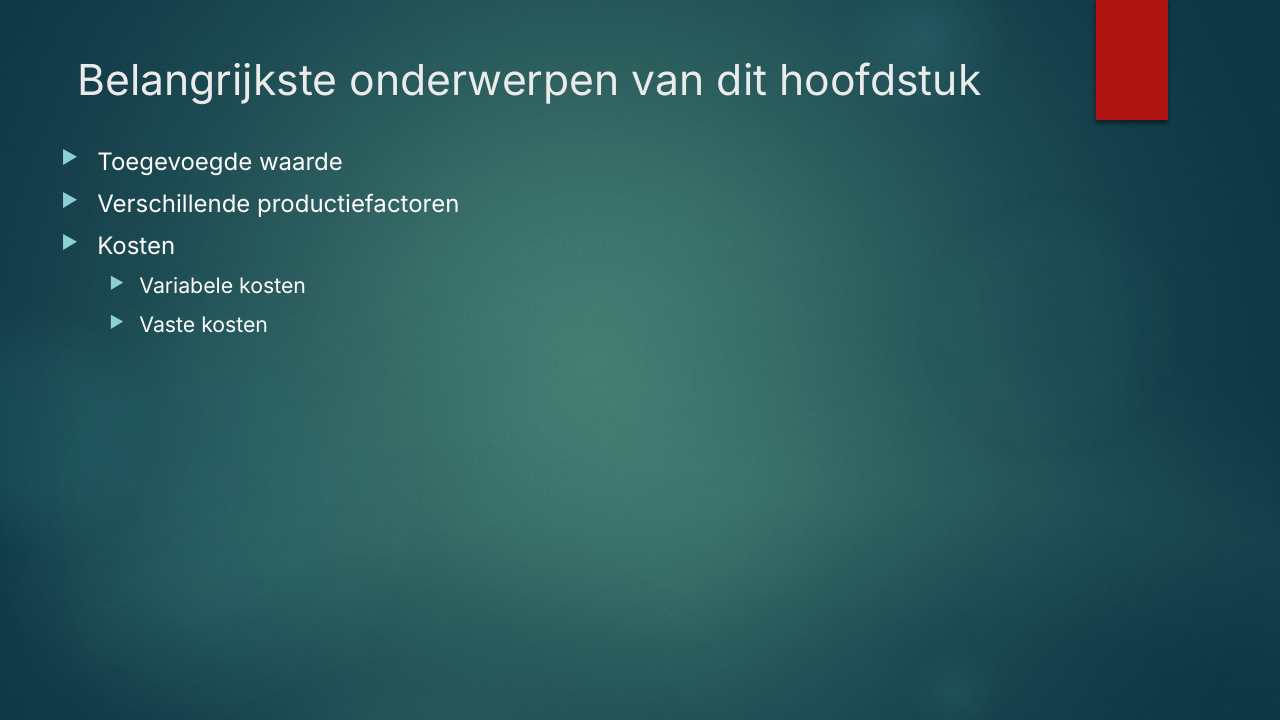 Belangrijkste onderwerpen van dit hoofdstuk
Toegevoegde waarde
Verschillende productiefactoren
Kosten
Variabele kosten
Vaste kosten